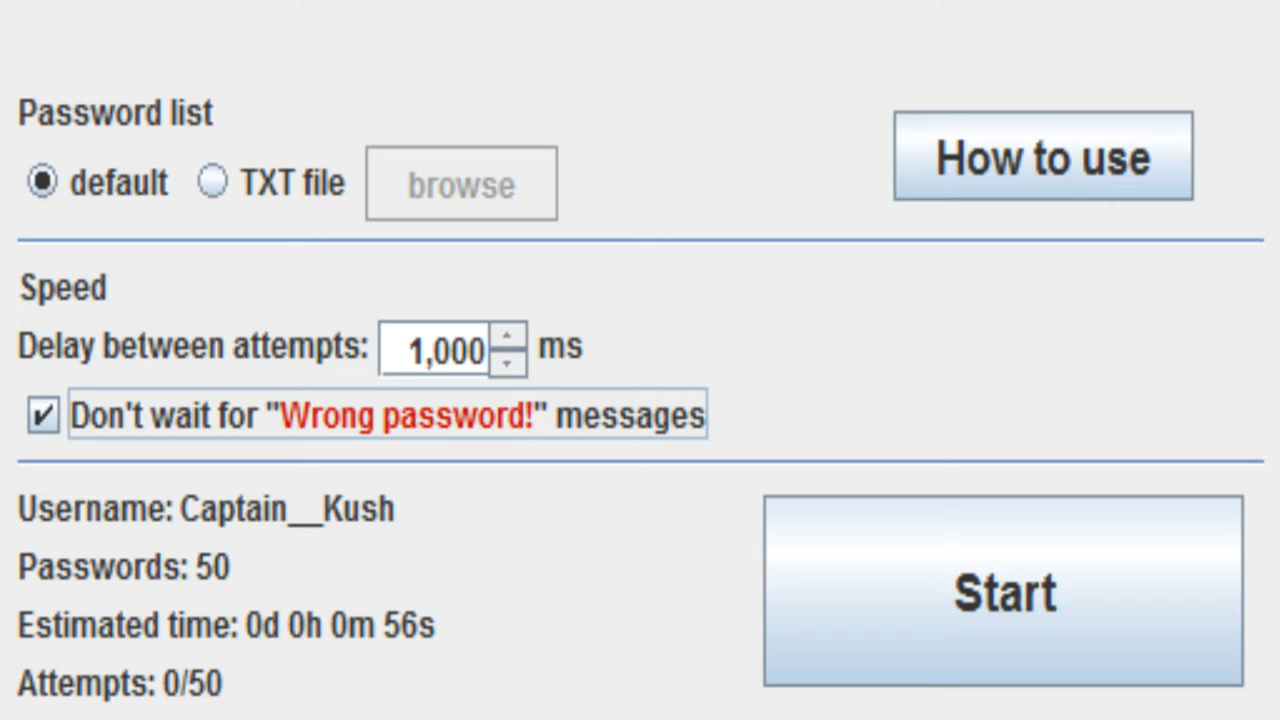 Password list
How to use
default TXT file browse
Speed
Delay between attempts: 1,000 ms
Don't wait for "Wrong password!" messages
Username: Captain__Kush
Passwords: 50
Start
Estimated time: 0d 0h 0m 56s
Attempts: 0/50